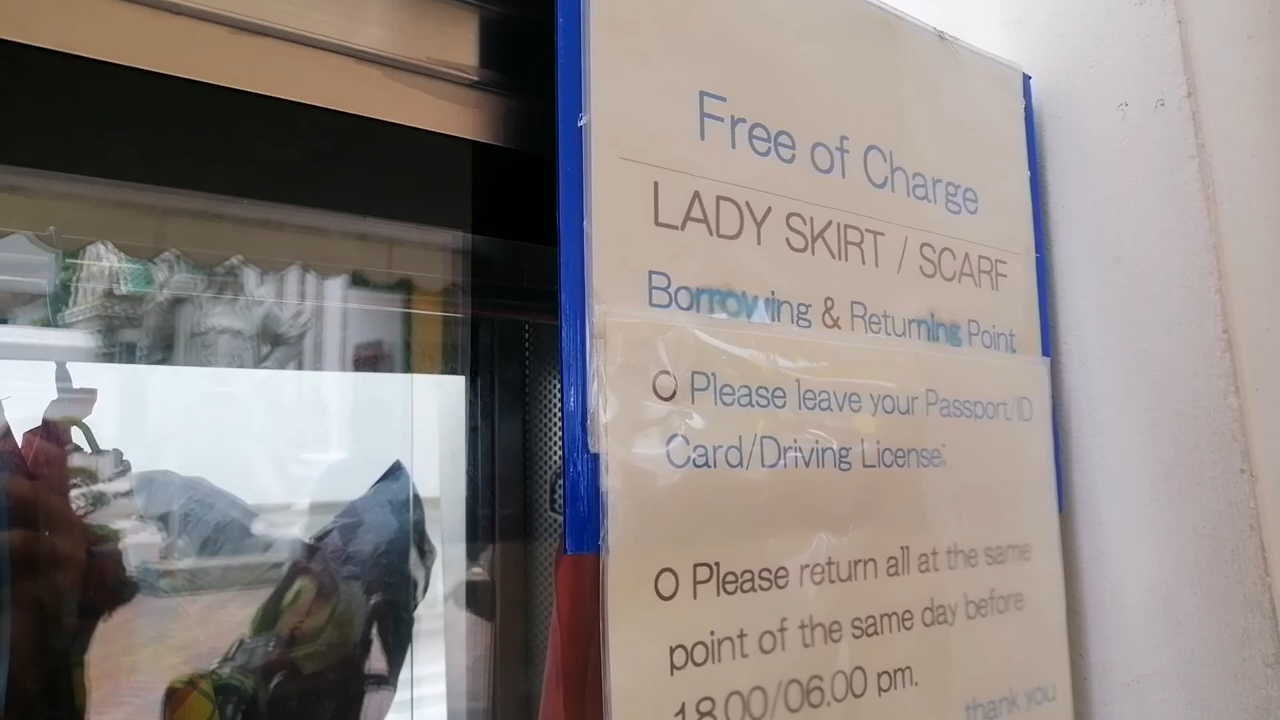 Free of Charge
LADY SKIRT / SCARF
Borrowing & Returning Point
O Please leave your Passport/ID
Card/Driving License:
O Please return all at the same
point of the same day before
18.00/06.00 pm.
thank you